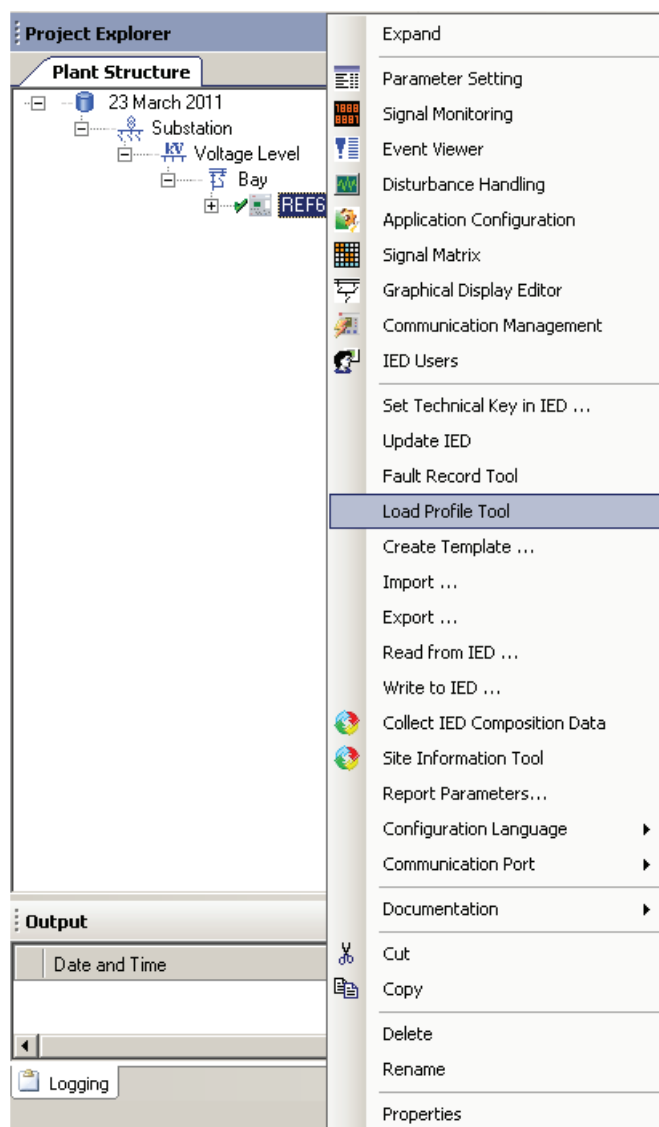 Project Explorer
Plant Structure
23 March 2011
Substation
KV Voltage Level
Bay
REF6
Expand
Parameter Setting
Signal Monitoring
Event Viewer
Disturbance Handling
Application Configuration
Signal Matrix
Graphical Display Editor
Communication Management
IED Users
Set Technical Key in IED ...
Update IED
Fault Record Tool
Load Profile Tool
Create Template ...
Import ...
Export ...
Read from IED ...
Write to IED ...
Collect IED Composition Data
Site Information Tool
Report Parameters...
Configuration Language
Communication Port
Documentation
Cut
Copy
Delete
Rename
Properties
Output
Date and Time
Logging